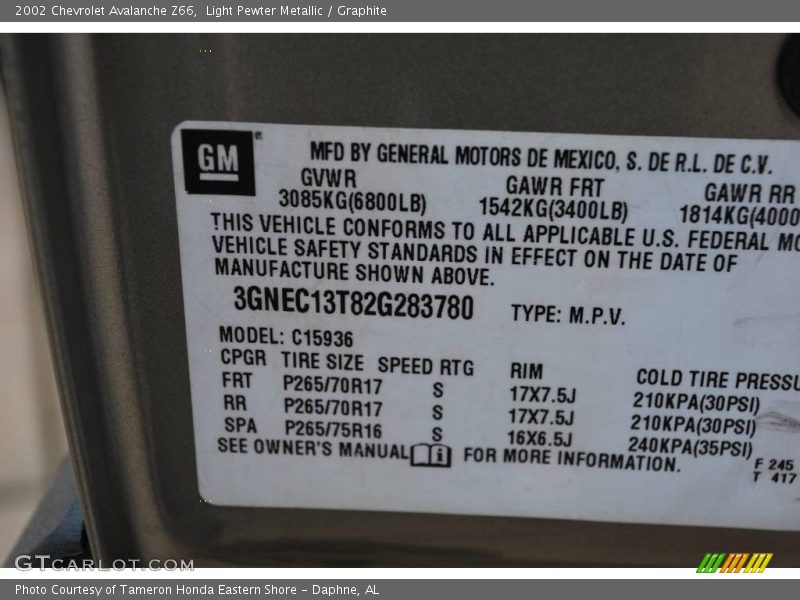 2002 Chevrolet Avalanche Z66, Light Pewter Metallic / Graphite
GM®
MFD BY GENERAL MOTORS DE MEXICO, S. DE R.L. DE C.V.
GVWR GAWR FRT GAWR RR
3085KG(6800LB) 1542KG(3400LB) 1814KG(4000
THIS VEHICLE CONFORMS TO ALL APPLICABLE U.S. FEDERAL MO
VEHICLE SAFETY STANDARDS IN EFFECT ON THE DATE OF
MANUFACTURE SHOWN ABOVE.
3GNEC13T82G283780 TYPE: M.P.V.
MODEL: C15936
CPGR TIRE SIZE SPEED RTG RIM COLD TIRE PRESSU
FRT P265/70R17 S 17X7.5J 210KPA(30PSI)
RR P265/70R17 S 17X7.5J 210KPA(30PSI)
SPA P265/75R16 S 16X6.5J 240KPA(35PSI)
SEE OWNER'S MANUAL FOR MORE INFORMATION.
F 245
T 417
GTCARLOT.COM
Photo Courtesy of Tameron Honda Eastern Shore - Daphne, AL